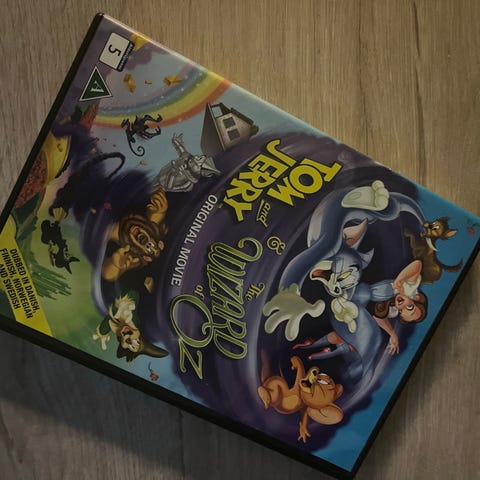 TOM
and
JERRY
&
The
WIZARD
of
OZ
ORIGINAL MOVIE
5
DUBBED IN DANISH,
FINNISH, NORWEGIAN
AND SWEDISH